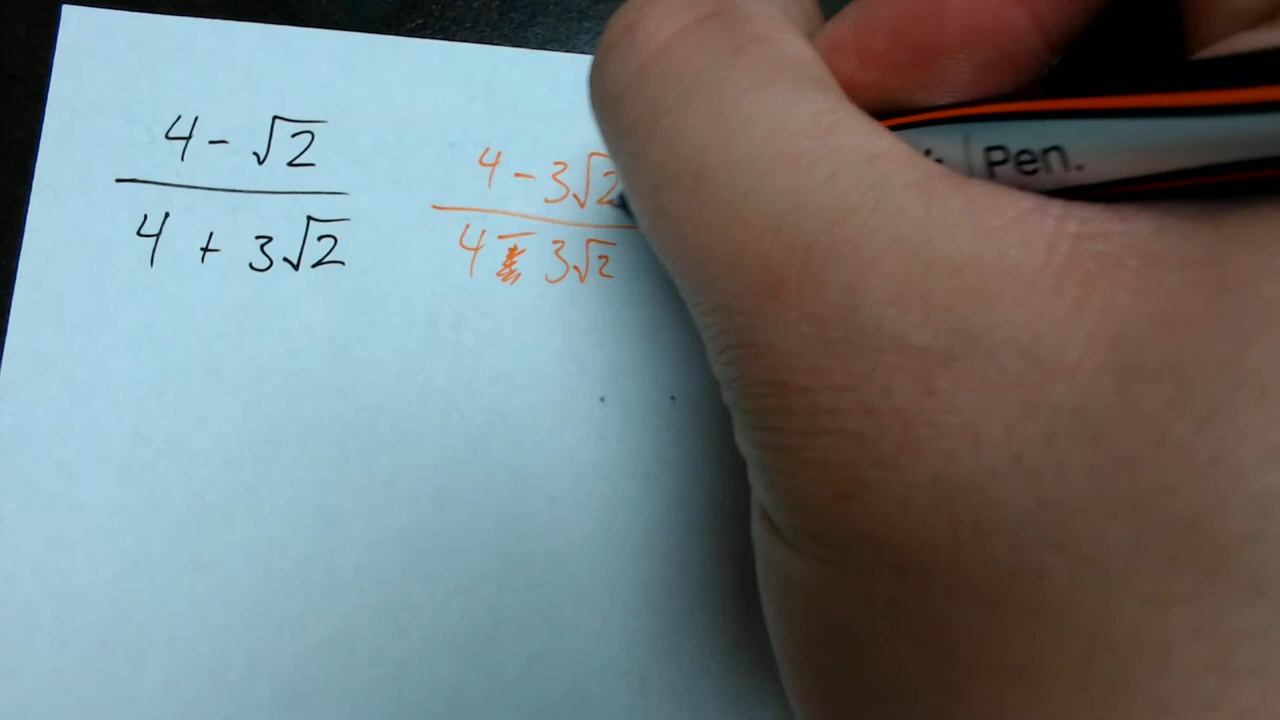 4 - √2
4 + 3√2
4 - 3√2
4 - 3√2
Pen.